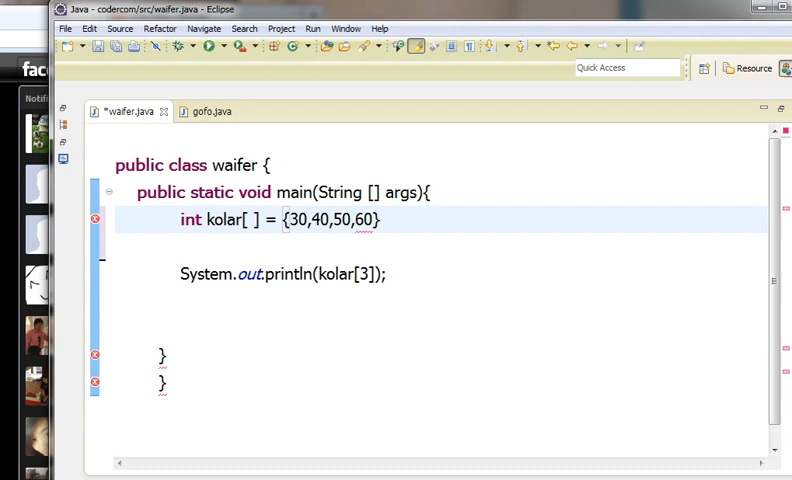 Java - codercom/src/waifer.java - Eclipse
File Edit Source Refactor Navigate Search Project Run Window Help
Quick Access
Resource
fac
Notifi
*waifer.java
gofo.java
public class waifer {
public static void main(String [] args){
int kolar[ ] = {30,40,50,60}
System.out.println(kolar[3]);
}
}